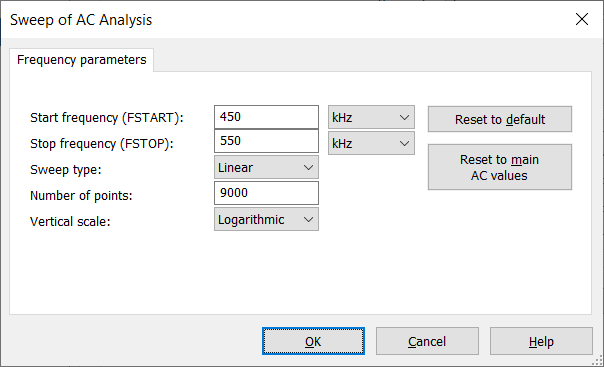 Sweep of AC Analysis
Frequency parameters
Start frequency (FSTART): 450 kHz
Reset to default
Stop frequency (FSTOP): 550 kHz
Sweep type: Linear
Reset to main
AC values
Number of points: 9000
Vertical scale: Logarithmic
OK Cancel Help